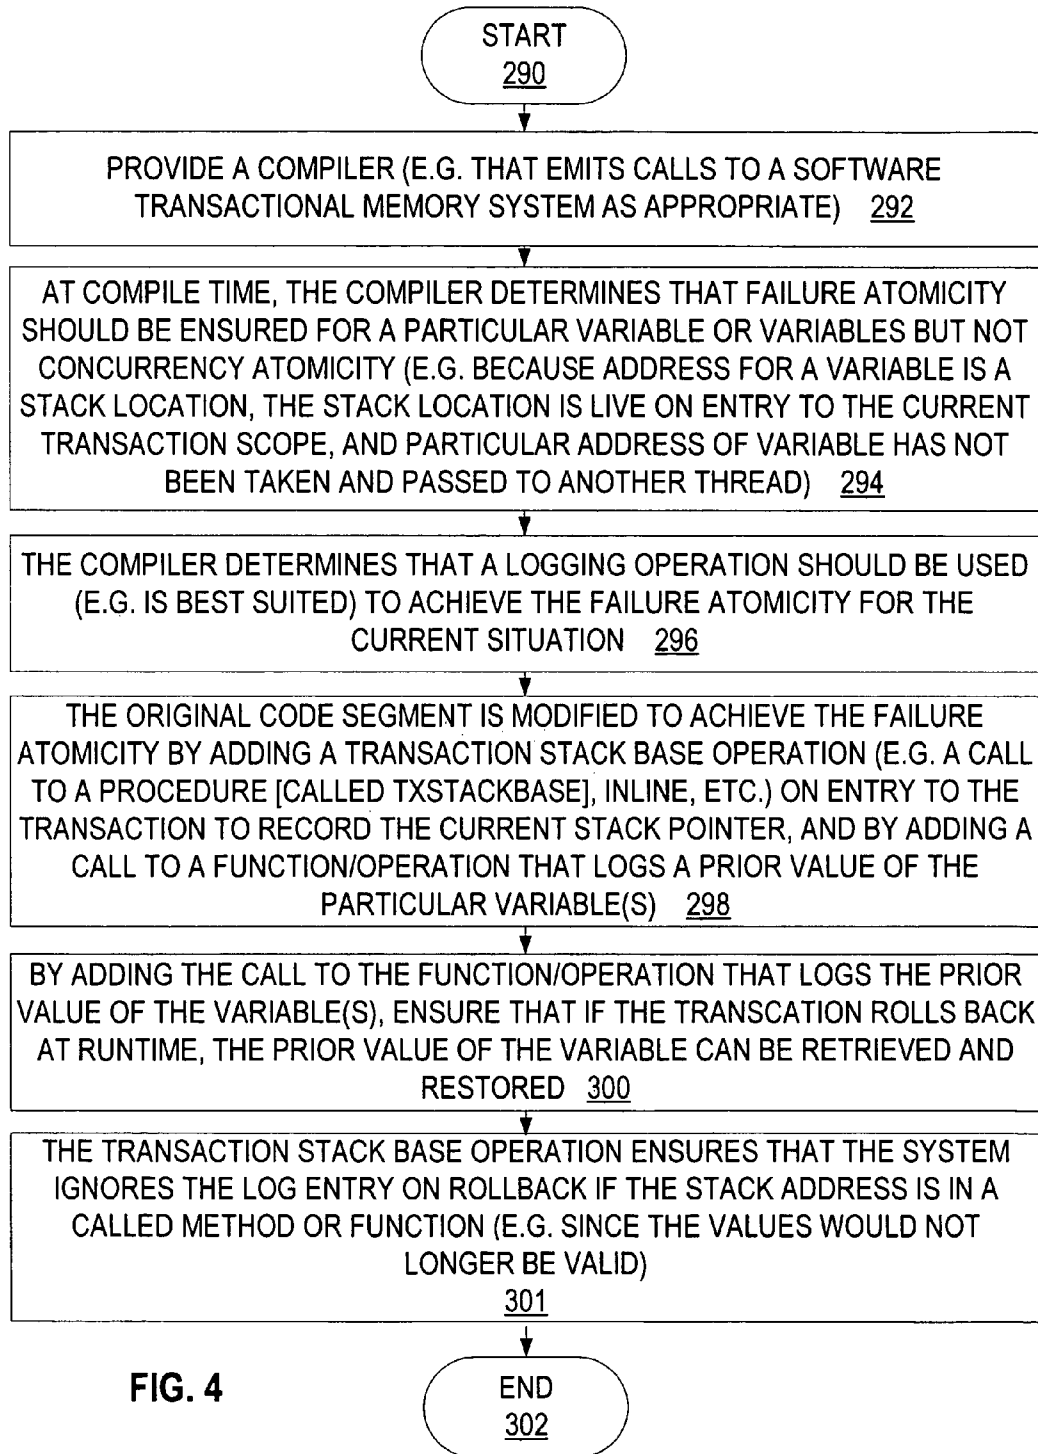 START
290
PROVIDE A COMPILER (E.G. THAT EMITS CALLS TO A SOFTWARE
TRANSACTIONAL MEMORY SYSTEM AS APPROPRIATE) 292
AT COMPILE TIME, THE COMPILER DETERMINES THAT FAILURE ATOMICITY
SHOULD BE ENSURED FOR A PARTICULAR VARIABLE OR VARIABLES BUT NOT
CONCURRENCY ATOMICITY (E.G. BECAUSE ADDRESS FOR A VARIABLE IS A
STACK LOCATION, THE STACK LOCATION IS LIVE ON ENTRY TO THE CURRENT
TRANSACTION SCOPE, AND PARTICULAR ADDRESS OF VARIABLE HAS NOT
BEEN TAKEN AND PASSED TO ANOTHER THREAD) 294
THE COMPILER DETERMINES THAT A LOGGING OPERATION SHOULD BE USED
(E.G. IS BEST SUITED) TO ACHIEVE THE FAILURE ATOMICITY FOR THE
CURRENT SITUATION 296
THE ORIGINAL CODE SEGMENT IS MODIFIED TO ACHIEVE THE FAILURE
ATOMICITY BY ADDING A TRANSACTION STACK BASE OPERATION (E.G. A CALL
TO A PROCEDURE [CALLED TXSTACKBASE], INLINE, ETC.) ON ENTRY TO THE
TRANSACTION TO RECORD THE CURRENT STACK POINTER, AND BY ADDING A
CALL TO A FUNCTION/OPERATION THAT LOGS A PRIOR VALUE OF THE
PARTICULAR VARIABLE(S) 298
BY ADDING THE CALL TO THE FUNCTION/OPERATION THAT LOGS THE PRIOR
VALUE OF THE VARIABLE(S), ENSURE THAT IF THE TRANSCATION ROLLS BACK
AT RUNTIME, THE PRIOR VALUE OF THE VARIABLE CAN BE RETRIEVED AND
RESTORED 300
THE TRANSACTION STACK BASE OPERATION ENSURES THAT THE SYSTEM
IGNORES THE LOG ENTRY ON ROLLBACK IF THE STACK ADDRESS IS IN A
CALLED METHOD OR FUNCTION (E.G. SINCE THE VALUES WOULD NOT
LONGER BE VALID)
301
FIG. 4
END
302